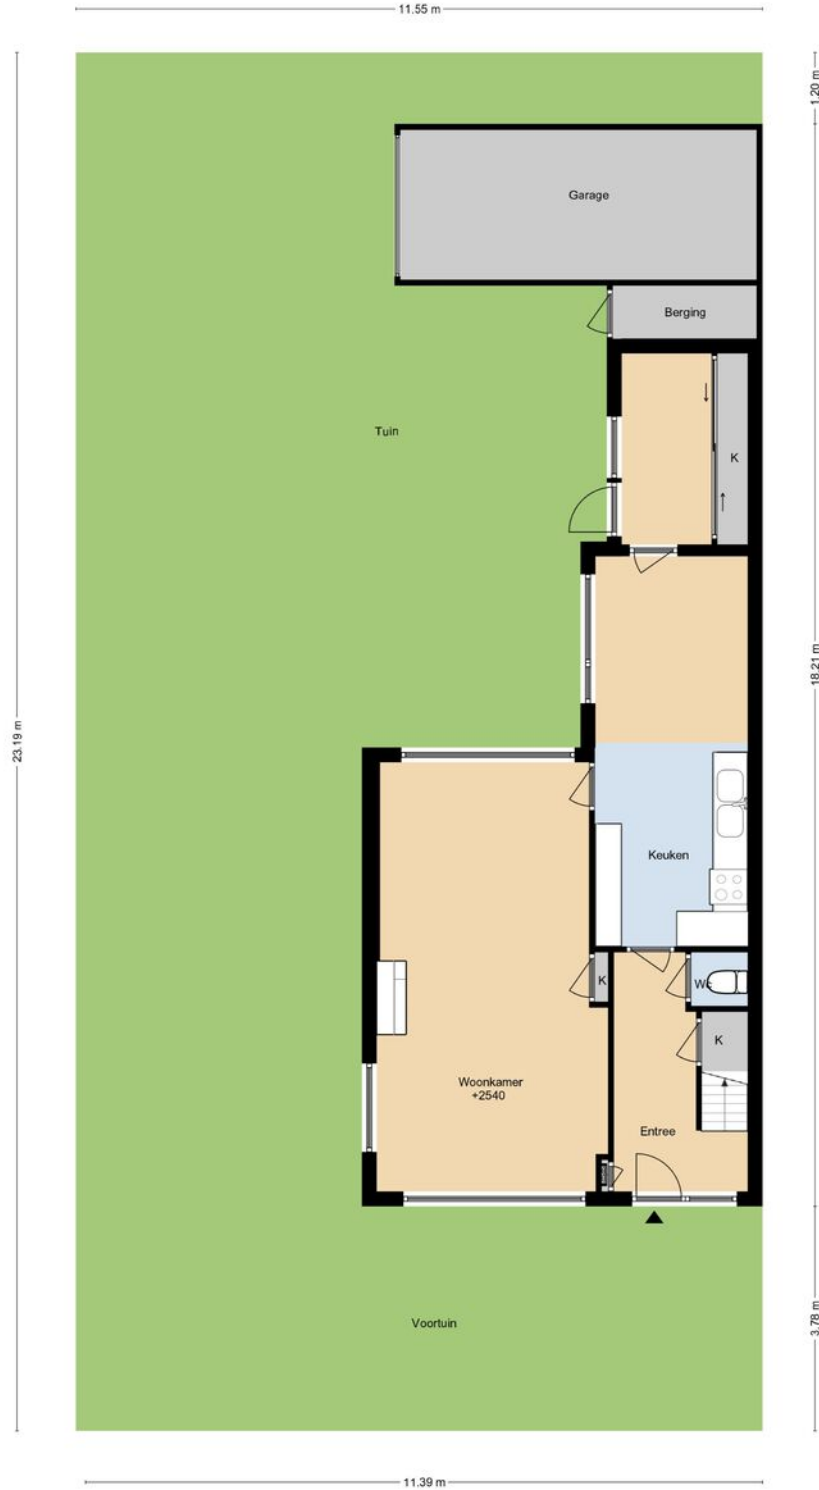 11.55 m
1.20 m
Garage
Berging
Tuin
K
18.21 m
23.19 m
Keuken
K
Wc
K
Woonkamer
+2540
Entree
Voortuin
3.78 m
11.39 m